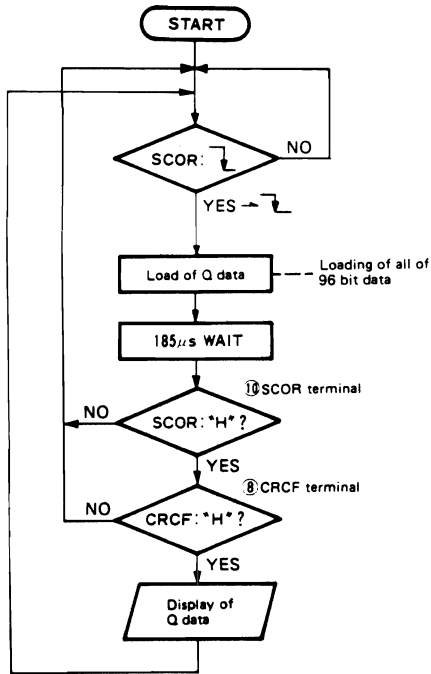 START
NO
SCOR:
YES →
Load of Q data
Loading of all of
96 bit data
185μs WAIT
⑩SCOR terminal
NO
SCOR: "H" ?
YES
⑧CRCF terminal
NO
CRCF: "H" ?
YES
Display of
Q data